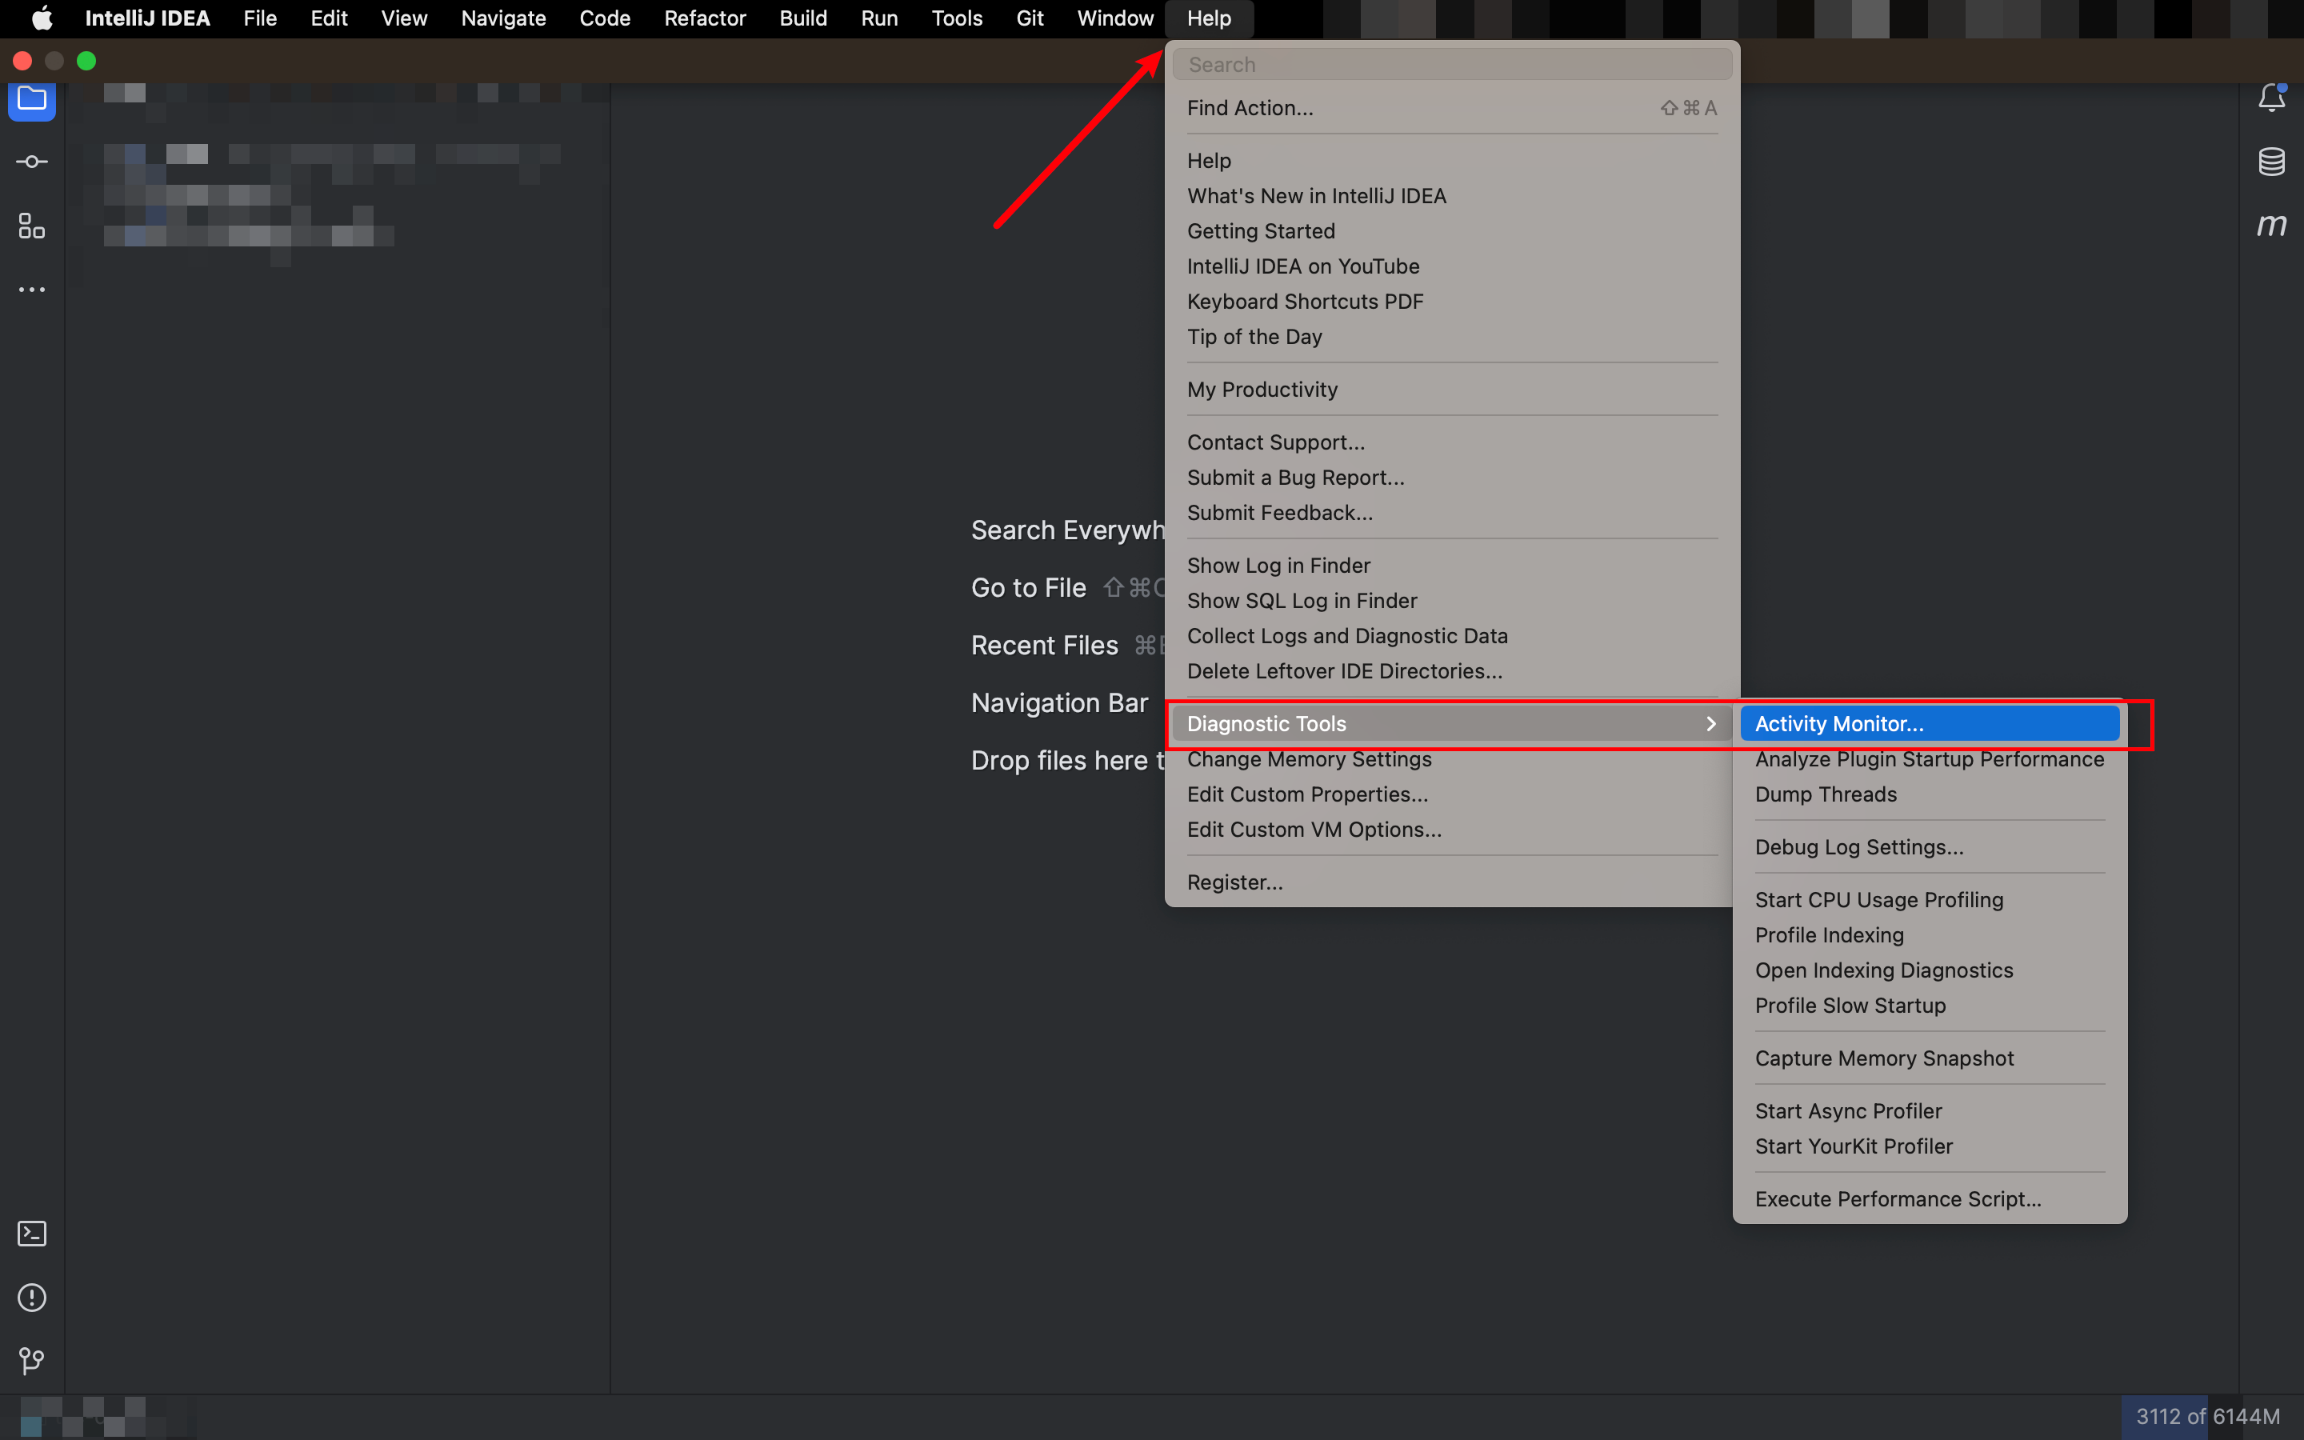 IntelliJ IDEA File Edit View Navigate Code Refactor Build Run Tools Git Window Help
Search
Find Action... ⇧⌘A
Help
What's New in IntelliJ IDEA
Getting Started
IntelliJ IDEA on YouTube
Keyboard Shortcuts PDF
Tip of the Day
My Productivity
Contact Support...
Submit a Bug Report...
Submit Feedback...
Show Log in Finder
Show SQL Log in Finder
Collect Logs and Diagnostic Data
Delete Leftover IDE Directories...
Diagnostic Tools
Change Memory Settings
Edit Custom Properties...
Edit Custom VM Options...
Register...
Activity Monitor...
Analyze Plugin Startup Performance
Dump Threads
Debug Log Settings...
Start CPU Usage Profiling
Profile Indexing
Open Indexing Diagnostics
Profile Slow Startup
Capture Memory Snapshot
Start Async Profiler
Start YourKit Profiler
Execute Performance Script...
Search Everywh
Go to File ⇧⌘
Recent Files ⌘
Navigation Bar
Drop files here t
m
3112 of 6144M